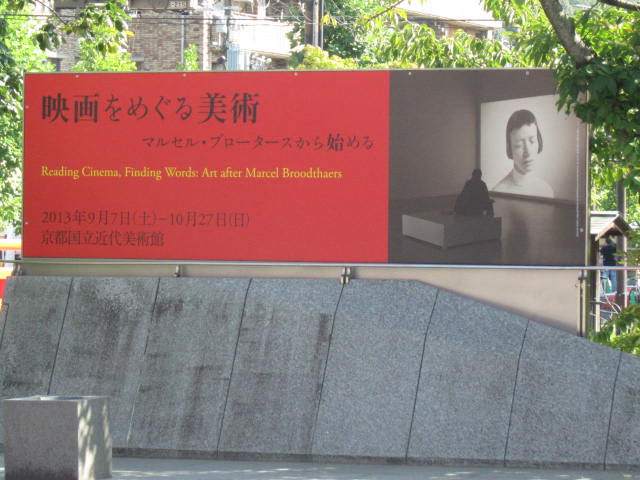 映画をめぐる美術
マルセル・ブロータースから始める
Reading Cinema, Finding Words: Art after Marcel Broodthaers
2013年9月7日(土)−10月27日(日)
京都国立近代美術館